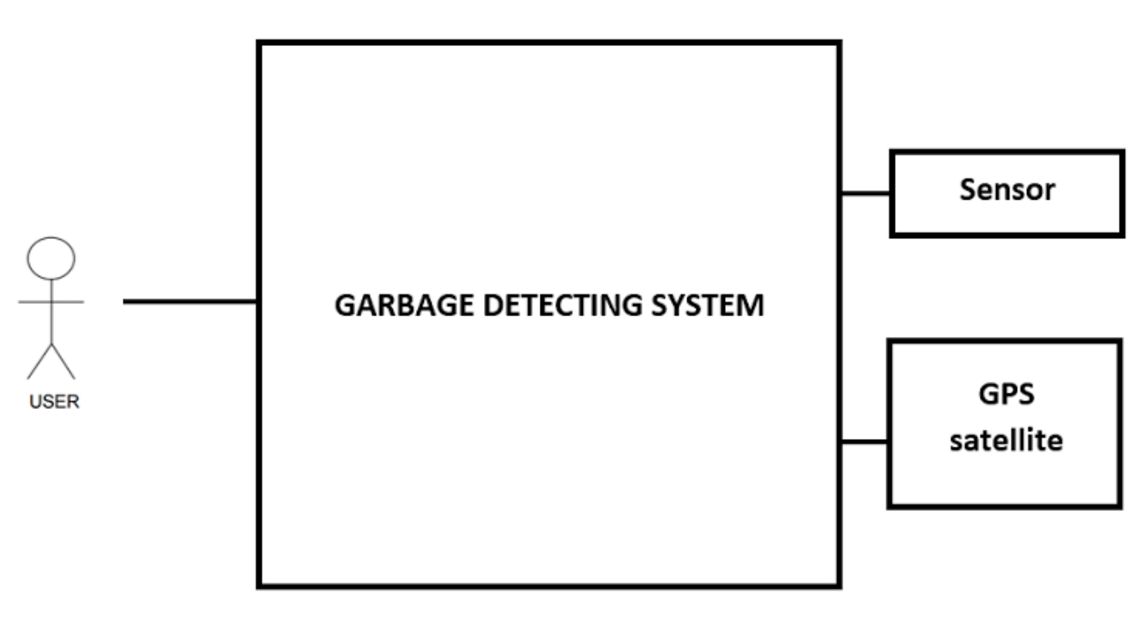 Sensor
GARBAGE DETECTING SYSTEM
GPS
satellite
USER